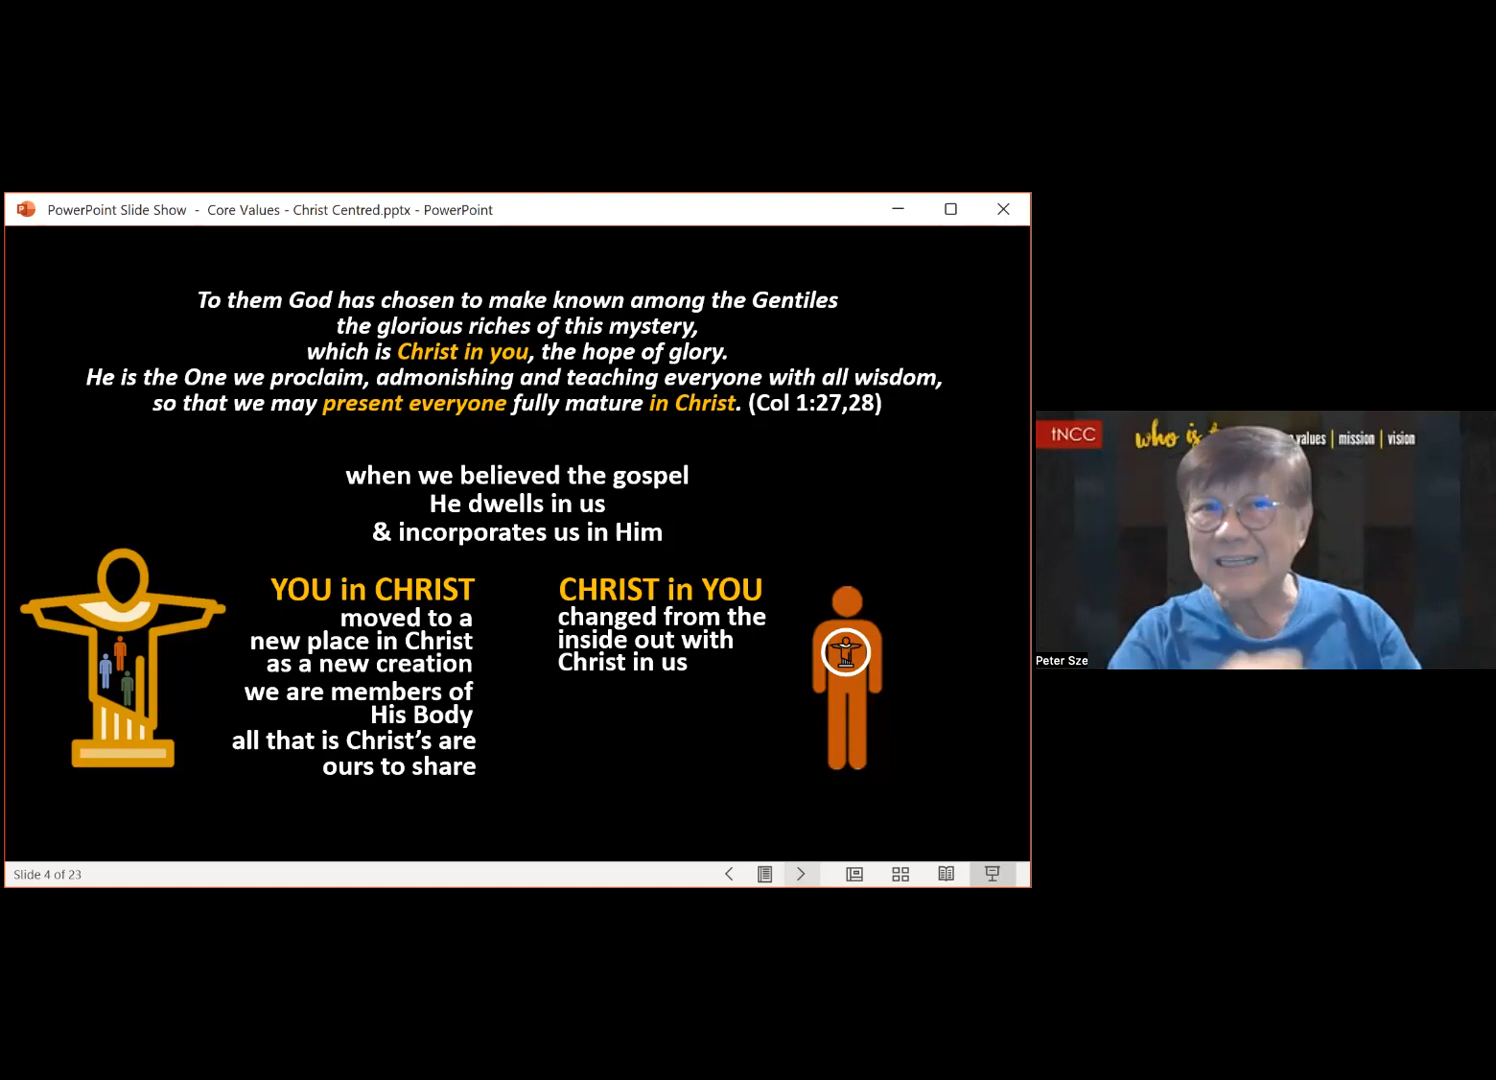 PowerPoint Slide Show - Core Values - Christ Centred.pptx - PowerPoint
To them God has chosen to make known among the Gentiles
the glorious riches of this mystery,
which is Christ in you, the hope of glory.
He is the One we proclaim, admonishing and teaching everyone with all wisdom,
so that we may present everyone fully mature in Christ. (Col 1:27,28)
when we believed the gospel
He dwells in us
& incorporates us in Him
YOU in CHRIST
moved to a
new place in Christ
as a new creation
we are members of
His Body
all that is Christ’s are
ours to share
CHRIST in YOU
changed from the
inside out with
Christ in us
Slide 4 of 23
tNCC
who is
values | mission | vision
Peter Sze